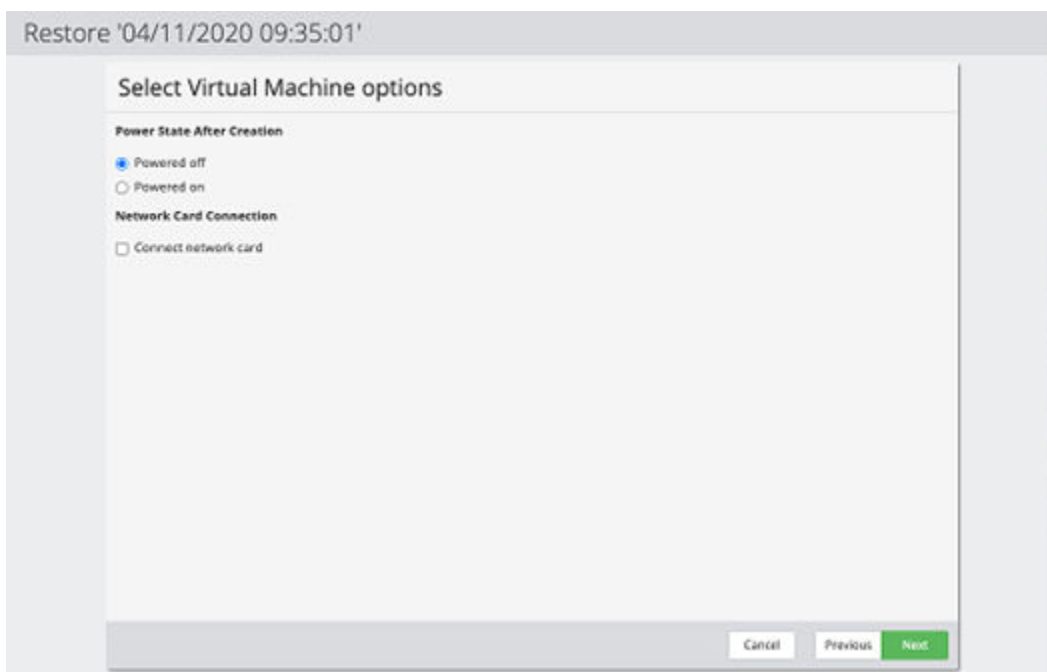 Restore '04/11/2020 09:35:01'
Select Virtual Machine options
Power State After Creation
Powered off
Powered on
Network Card Connection
Connect network card
Cancel Previous Next